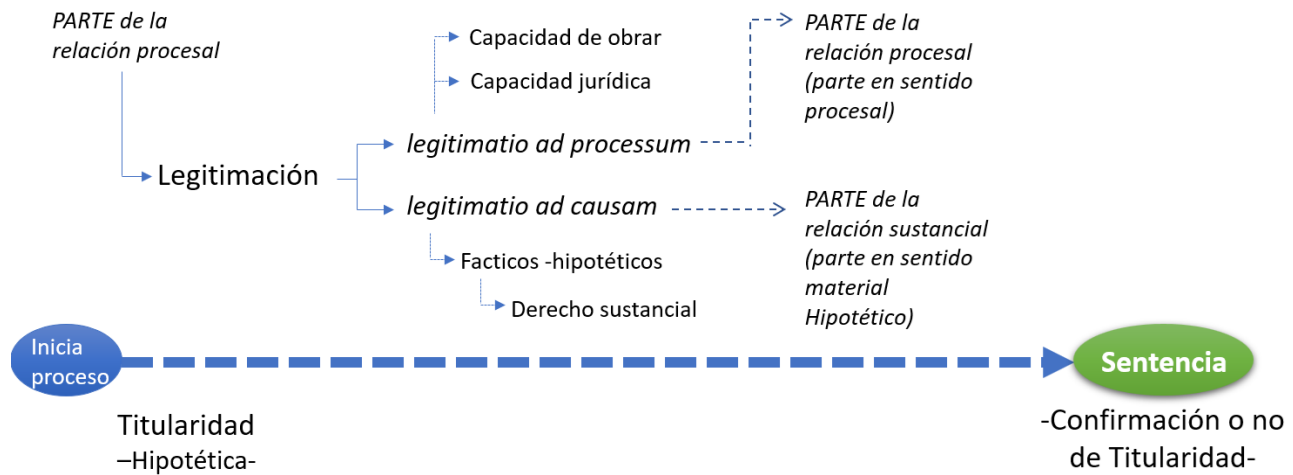 PARTE de la
relación procesal
Capacidad de obrar
Capacidad jurídica
PARTE de la
relación procesal
(parte en sentido
procesal)
legitimatio ad processum
Legitimación
legitimatio ad causam
PARTE de la
relación sustancial
(parte en sentido
material
Hipotético)
Facticos -hipotéticos
Derecho sustancial
Inicia
proceso
Sentencia
Titularidad
–Hipotética-
-Confirmación o no
de Titularidad-